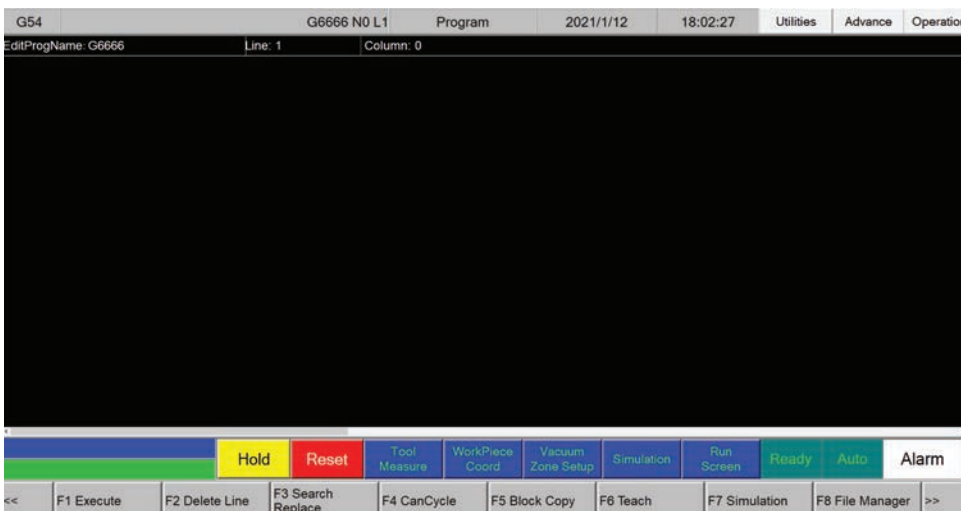 G54 G6666 N0 L1 Program 2021/1/12 18:02:27 Utilities Advance Operatio
EditProgName: G6666 Line: 1 Column: 0
Hold Reset Tool Measure WorkPiece Coord Vacuum Zone Setup Simulation Run Screen Ready Auto Alarm
<< F1 Execute F2 Delete Line F3 Search Replace F4 CanCycle F5 Block Copy F6 Teach F7 Simulation F8 File Manager >>